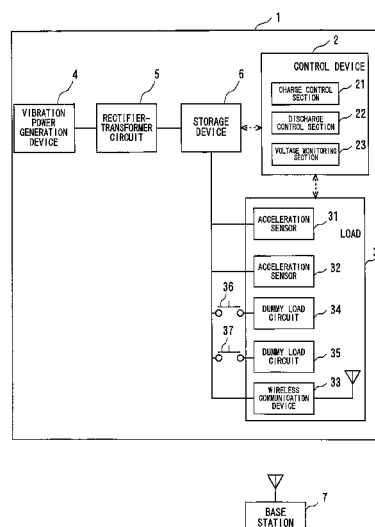 1
4
5
6
2
VIBRATION
POWER
GENERATION
DEVICE
RECTIFIER-
TRANSFORMER
CIRCUIT
STORAGE
DEVICE
CONTROL DEVICE
CHARGE CONTROL
SECTION
21
DISCHARGE
CONTROL SECTION
22
VOLTAGE MONITORING
SECTION
23
ACCELERATION
SENSOR
31
LOAD
3
ACCELERATION
SENSOR
32
36
DUMMY LOAD
CIRCUIT
34
37
DUMMY LOAD
CIRCUIT
35
WIRELESS
COMMUNICATION
DEVICE
33
BASE
STATION
7